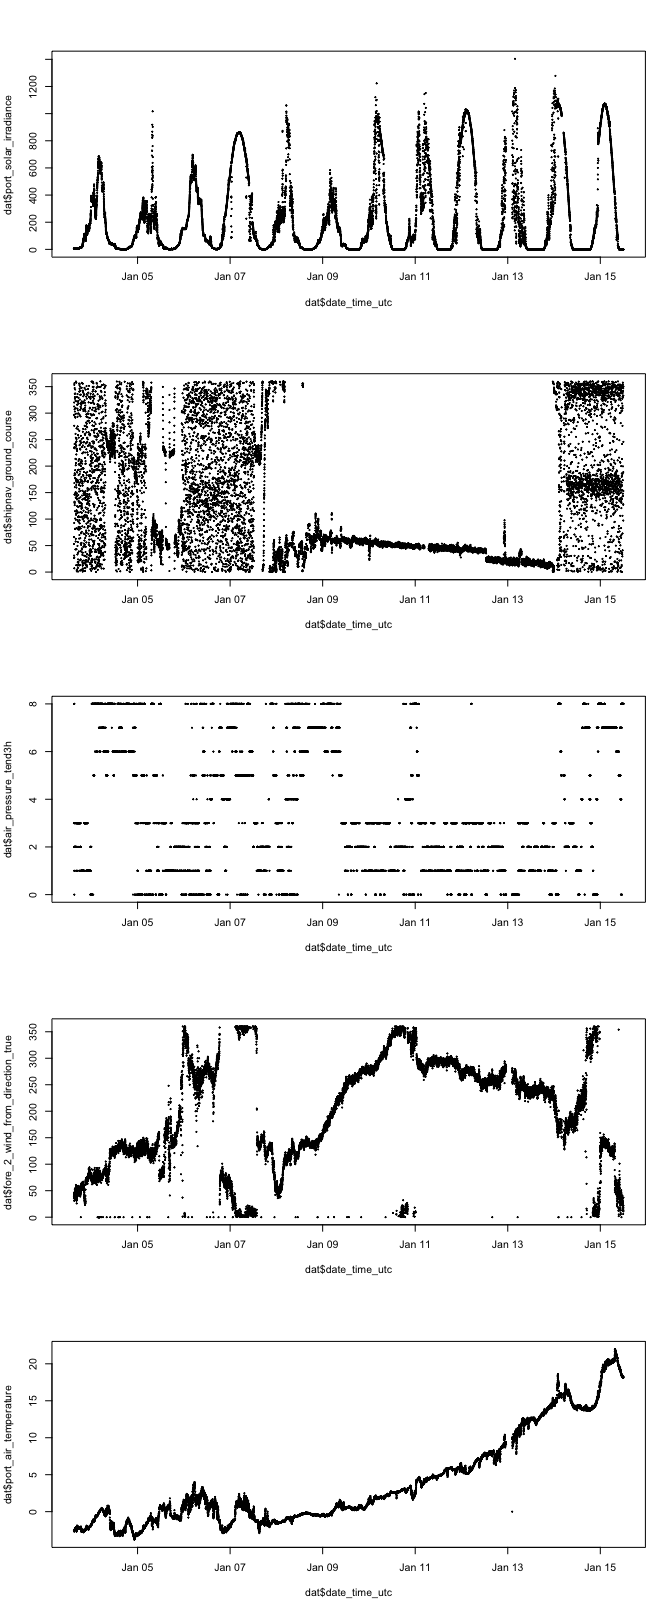 dat$port_solar_irradiance
0 200 400 600 800 1200
Jan 05 Jan 07 Jan 09 Jan 11 Jan 13 Jan 15
dat$date_time_utc
dat$shipnav_ground_course
0 50 100 150 200 250 300 350
Jan 05 Jan 07 Jan 09 Jan 11 Jan 13 Jan 15
dat$date_time_utc
dat$air_pressure_tend3h
0 2 4 6 8
Jan 05 Jan 07 Jan 09 Jan 11 Jan 13 Jan 15
dat$date_time_utc
dat$fore_2_wind_from_direction_true
0 50 100 150 200 250 300 350
Jan 05 Jan 07 Jan 09 Jan 11 Jan 13 Jan 15
dat$date_time_utc
dat$port_air_temperature
0 5 10 15 20
Jan 05 Jan 07 Jan 09 Jan 11 Jan 13 Jan 15
dat$date_time_utc